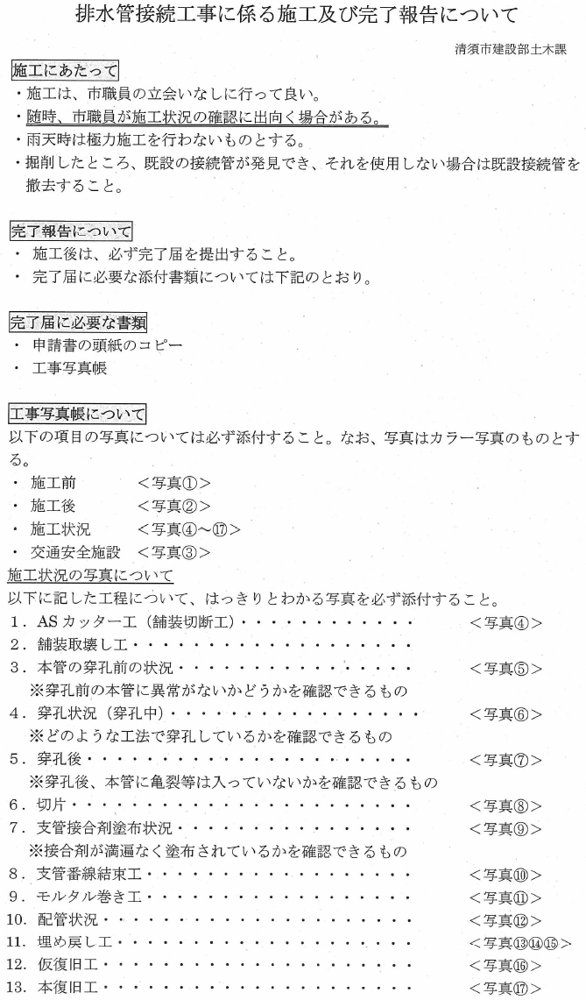 排水管接続工事に係る施工及び完了報告について
清須市建設部土木課
施工にあたって
・施工は、市職員の立会いなしに行って良い。
・随時、市職員が施工状況の確認に出向く場合がある。
・雨天時は極力施工を行わないものとする。
・掘削したところ、既設の接続管が発見でき、それを使用しない場合は既設接続管を
撤去すること。
完了報告について
・ 施工後は、必ず完了届を提出すること。
・ 完了届に必要な添付書類については下記のとおり。
完了届に必要な書類
・ 申請書の頭紙のコピー
・ 工事写真帳
工事写真帳について
以下の項目の写真については必ず添付すること。なお、写真はカラー写真のものとす
る。
・ 施工前 ＜写真①＞
・ 施工後 ＜写真②＞
・ 施工状況 ＜写真④～⑰＞
・ 交通安全施設 ＜写真③＞
施工状況の写真について
以下に記した工程について、はっきりとわかる写真を必ず添付すること。
１．AS カッター工（舗装切断工）・・・・・・・・・・・・ ＜写真④＞
２．舗装取壊し工・・・・・・・・・・・・・・・・・・
３．本管の穿孔前の状況・・・・・・・・・・・・・・・ ＜写真⑤＞
※穿孔前の本管に異常がないかどうかを確認できるもの
４．穿孔状況（穿孔中）・・・・・・・・・・・・・・・・ ＜写真⑥＞
※どのような工法で穿孔しているかを確認できるもの
５．穿孔後・・・・・・・・・・・・・・・・・・・・・ ＜写真⑦＞
※穿孔後、本管に亀裂等は入っていないかを確認できるもの
６．切片・・・・・・・・・・・・・・・・・・・・・・ ＜写真⑧＞
７．支管接合剤塗布状況・・・・・・・・・・・・・・・ ＜写真⑨＞
※接合剤が満遍なく塗布されているかを確認できるもの
８．支管番線結束工・・・・・・・・・・・・・・・・・ ＜写真⑩＞
９．モルタル巻き工・・・・・・・・・・・・・・・・・ ＜写真⑪＞
10．配管状況・・・・・・・・・・・・・・・・・・・・ ＜写真⑫＞
11．埋め戻し工・・・・・・・・・・・・・・・・・・・ ＜写真⑬⑭⑮＞
12．仮復旧工・・・・・・・・・・・・・・・・・・・・ ＜写真⑯＞
13．本復旧工・・・・・・・・・・・・・・・・・・・・ ＜写真⑰＞